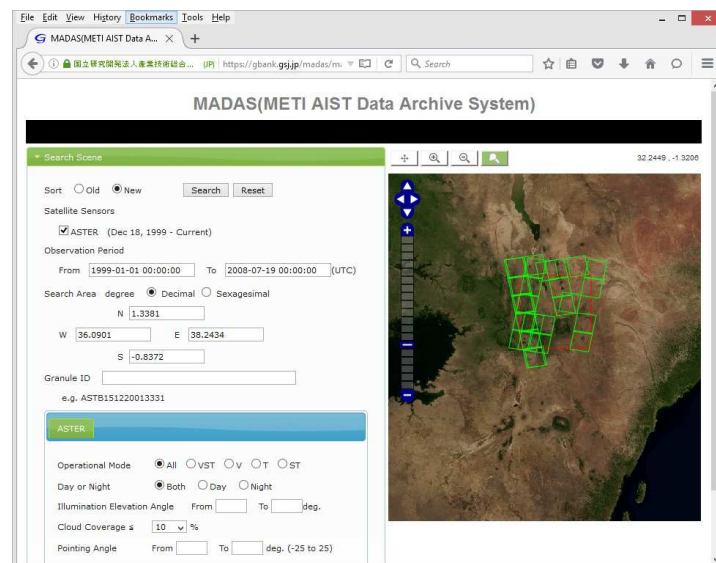 File Edit View History Bookmarks Tools Help
MADAS(METI AIST Data A... × +
国立研究開発法人産業技術総合... (JP) https://gbank.gsj.jp/madas/m Search
MADAS(METI AIST Data Archive System)
Search Scene
32.2449 , -1.3206
Sort Old New Search Reset
Satellite Sensors
ASTER (Dec 18, 1999 - Current)
Observation Period
From 1999-01-01 00:00:00 To 2008-07-19 00:00:00 (UTC)
Search Area degree Decimal Sexagesimal
N 1.3381
W 36.0901 E 38.2434
S -0.8372
Granule ID
e.g. ASTB151220013331
ASTER
Operational Mode All VST V T ST
Day or Night Both Day Night
Illumination Elevation Angle From To deg.
Cloud Coverage ≤ 10 %
Pointing Angle From To deg. (-25 to 25)